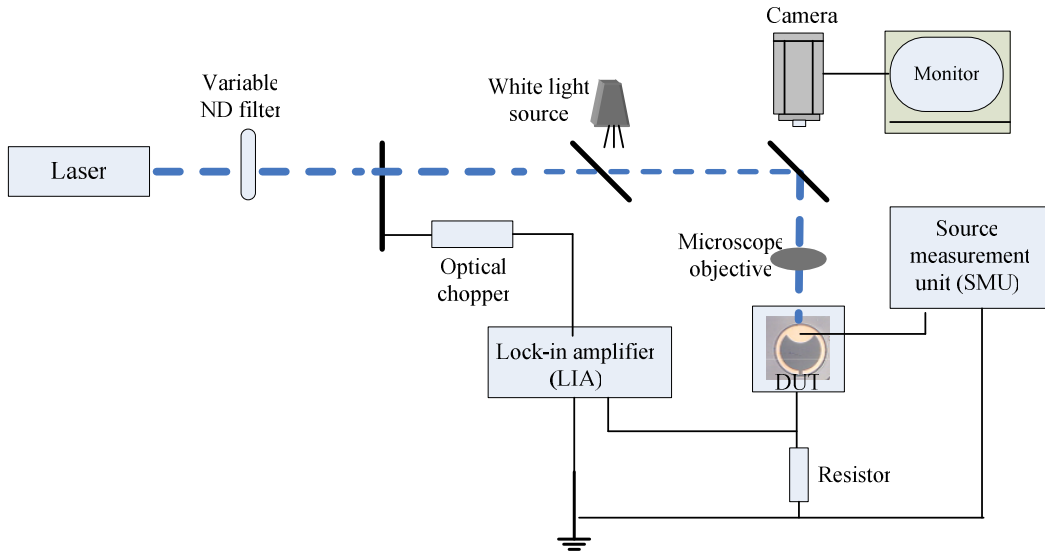 Camera
Monitor
Variable
ND filter
White light
source
Laser
Source
measurement
unit (SMU)
Microscope
objective
Optical
chopper
Lock-in amplifier
(LIA)
DUT
Resistor